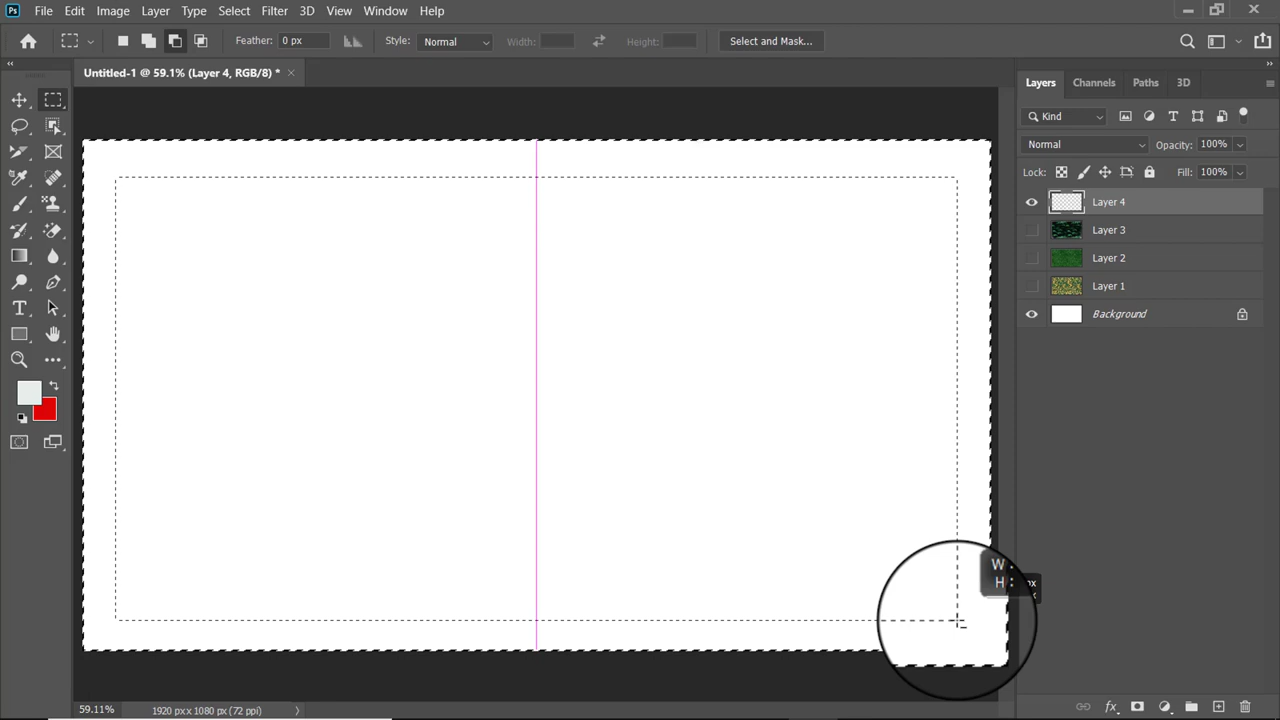 Ps File Edit Image Layer Type Select Filter 3D View Window Help
Feather: 0 px Style: Normal Width: Height: Select and Mask...
Untitled-1 @ 59.1% (Layer 4, RGB/8) *
Layers Channels Paths 3D
Kind
Normal Opacity: 100%
Lock: Fill: 100%
Layer 4
Layer 3
Layer 2
Layer 1
Background
W:
H: px
59.11% 1920 px x 1080 px (72 ppi)